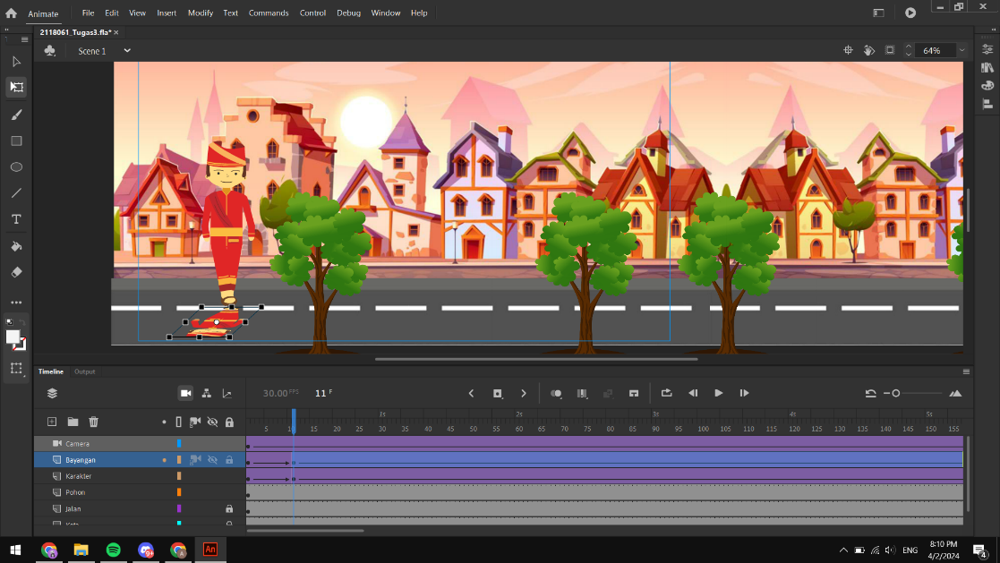 Animate File Edit View Insert Modify Text Commands Control Debug Window Help
2118061_Tugas3.fla* ×
Scene 1 64%
Timeline Output
30.00 FPS 11 F
1s 2s 3s 4s 5s
5 10 15 20 25 30 35 40 45 50 55 60 65 70 75 80 85 90 95 100 105 110 115 120 125 130 135 140 145 150 155
Camera
Bayangan
Karakter
Pohon
Jalan
An 9+ ENG 8:10 PM
4/2/2024 4